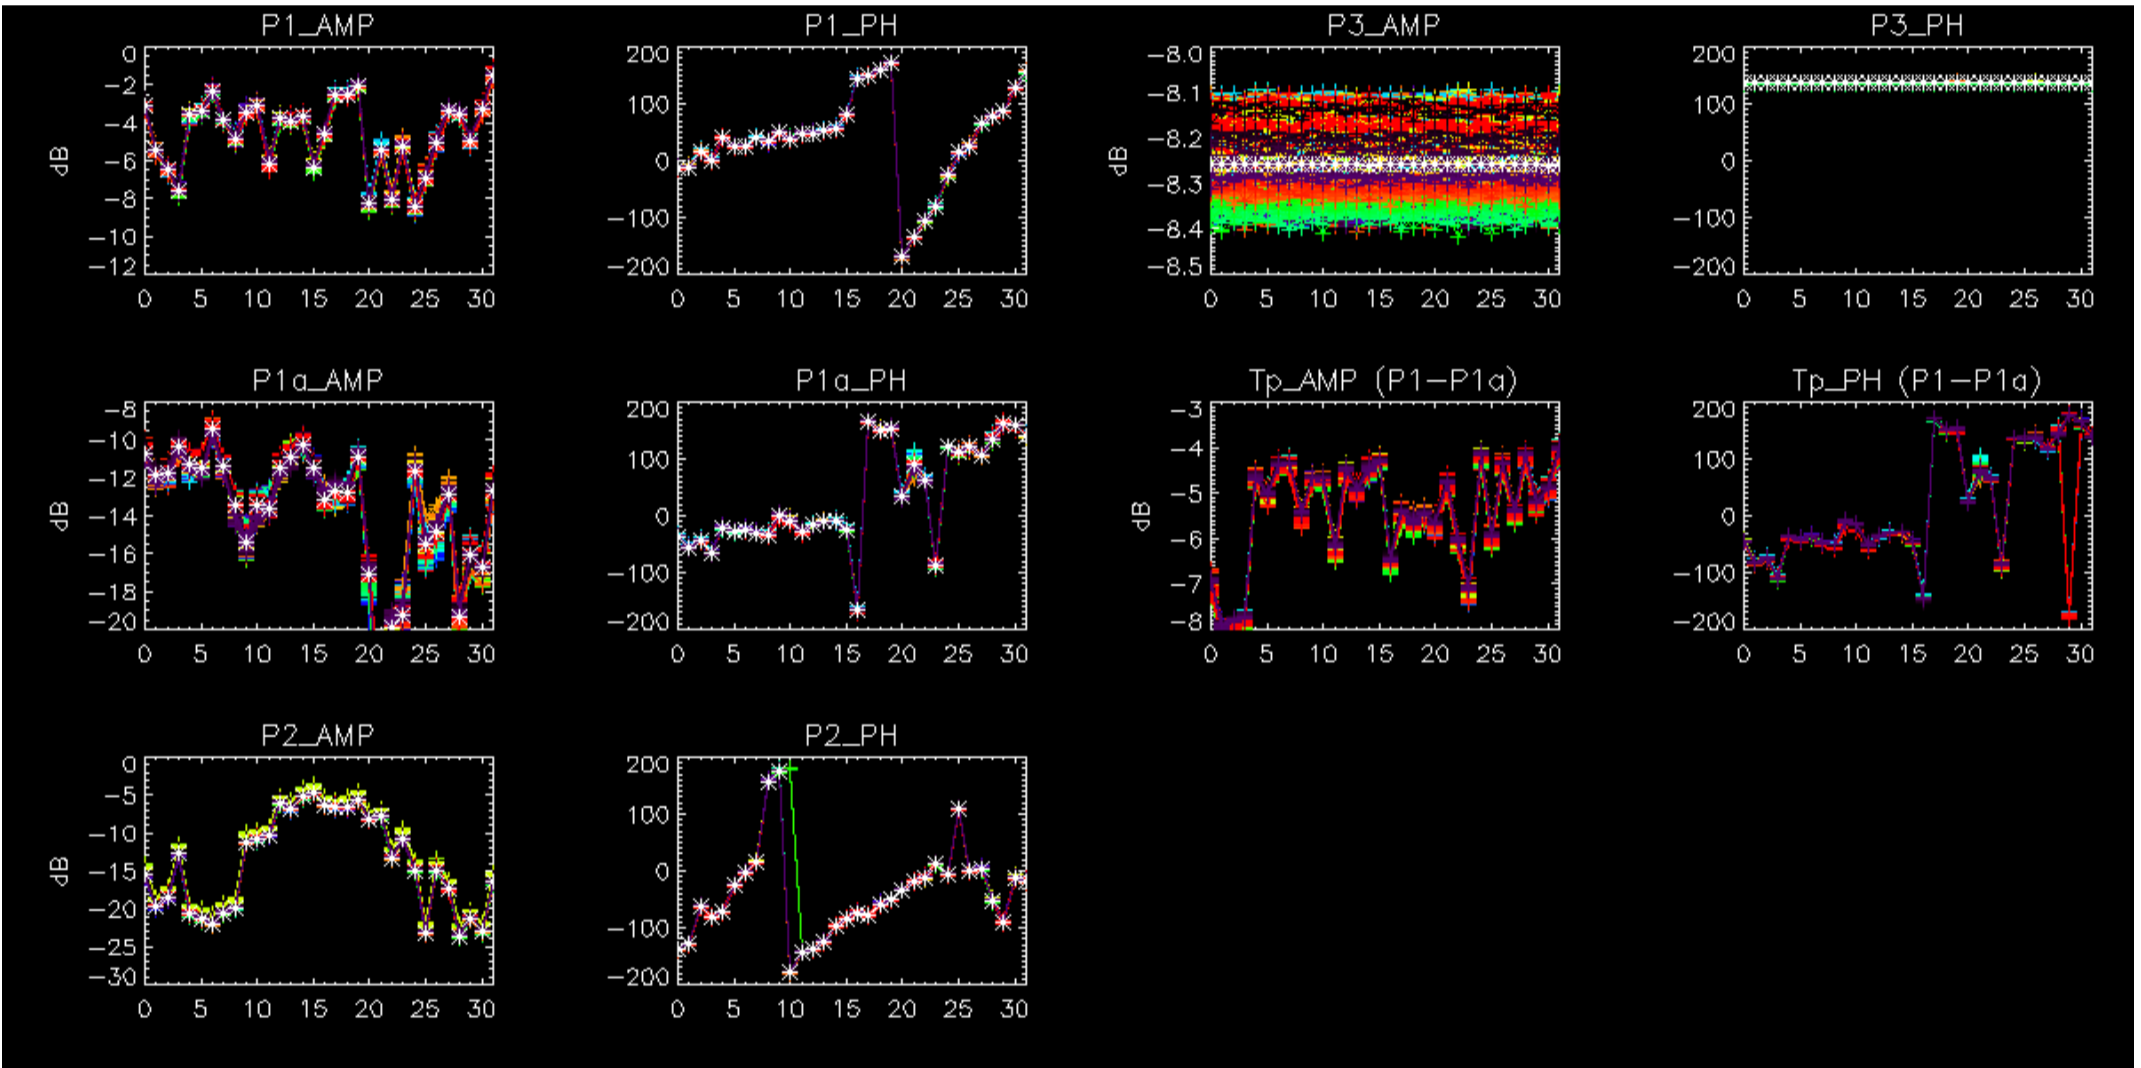 P1_AMP P1_PH P3_AMP P3_PH
0 200 -8.0 200
-2 100 -8.1 100
-4 0 -8.2 0
-6 -100 -8.3 -100
-8 -200 -8.4 -200
-10 -8.5
-12
dB dB
0 5 10 15 20 25 30 0 5 10 15 20 25 30 0 5 10 15 20 25 30 0 5 10 15 20 25 30
P1a_AMP P1a_PH Tp_AMP (P1-P1a) Tp_PH (P1-P1a)
-8 200 -3 200
-10 100 -4 100
-12 0 -5 0
-14 -100 -6 -100
-16 -200 -7 -200
-18 -8
-20
dB dB
0 5 10 15 20 25 30 0 5 10 15 20 25 30 0 5 10 15 20 25 30 0 5 10 15 20 25 30
P2_AMP P2_PH
0 200
-5 100
-10 0
-15 -100
-20 -200
-25
-30
dB
0 5 10 15 20 25 30 0 5 10 15 20 25 30